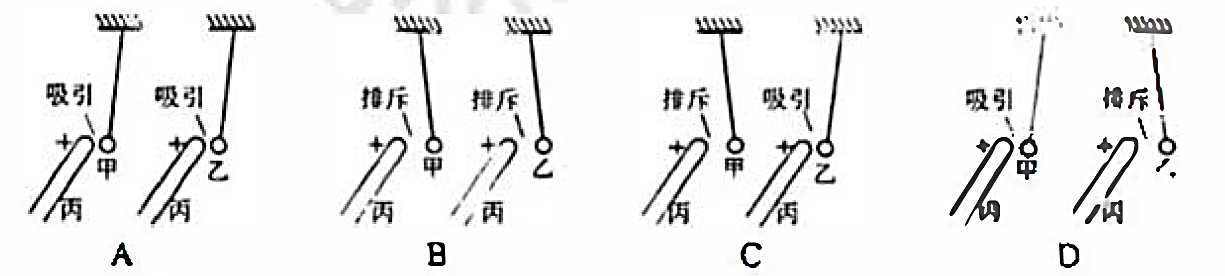 吸引 吸引 排斥 排斥 排斥 吸引 吸引 排斥
+ 甲 + 乙 + 甲 + 乙 + 甲 + 乙 + 甲 +
丙 丙 丙 丙 丙 丙 丙 丙
A B C D